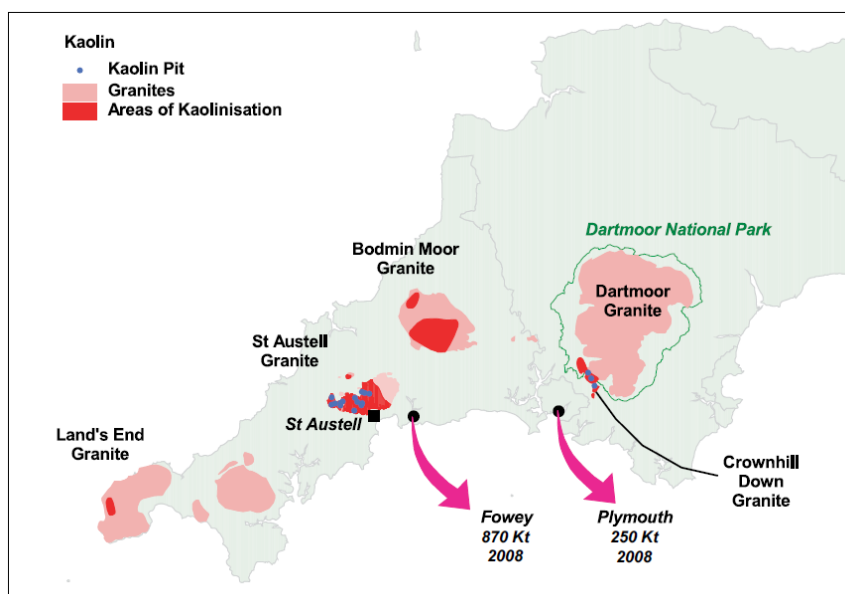 Kaolin
Kaolin Pit
Granites
Areas of Kaolinisation
Dartmoor National Park
Bodmin Moor
Granite
Dartmoor
Granite
St Austell
Granite
St Austell
Land's End
Granite
Crownhill
Down
Granite
Fowey
870 Kt
2008
Plymouth
250 Kt
2008